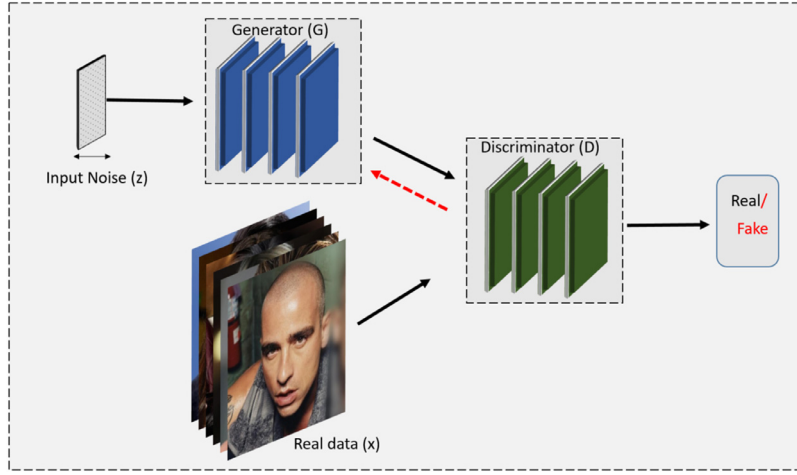 Generator (G)
Input Noise (z)
Discriminator (D)
Real/
Fake
Real data (x)